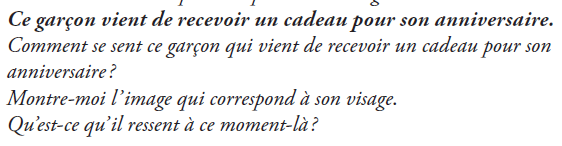 Ce garçon vient de recevoir un cadeau pour son anniversaire.
Comment se sent ce garçon qui vient de recevoir un cadeau pour son
anniversaire ?
Montre-moi l’image qui correspond à son visage.
Qu’est-ce qu’il ressent à ce moment-là ?